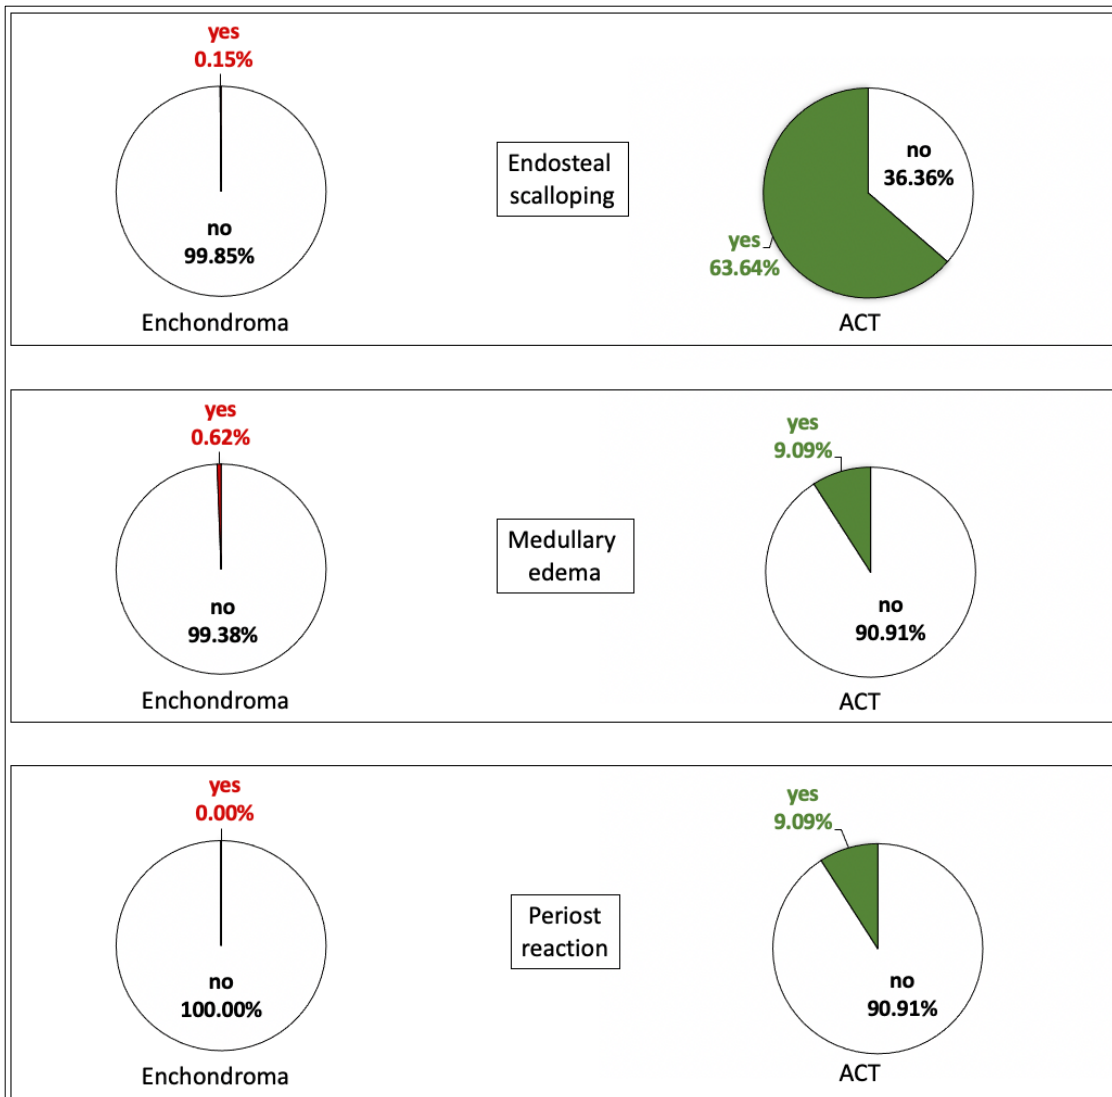 yes
0.15%
no
99.85%
Enchondroma
Endosteal
scalloping
no
36.36%
yes
63.64%
ACT
yes
0.62%
no
99.38%
Enchondroma
Medullary
edema
yes
9.09%
no
90.91%
ACT
yes
0.00%
no
100.00%
Enchondroma
Periost
reaction
yes
9.09%
no
90.91%
ACT